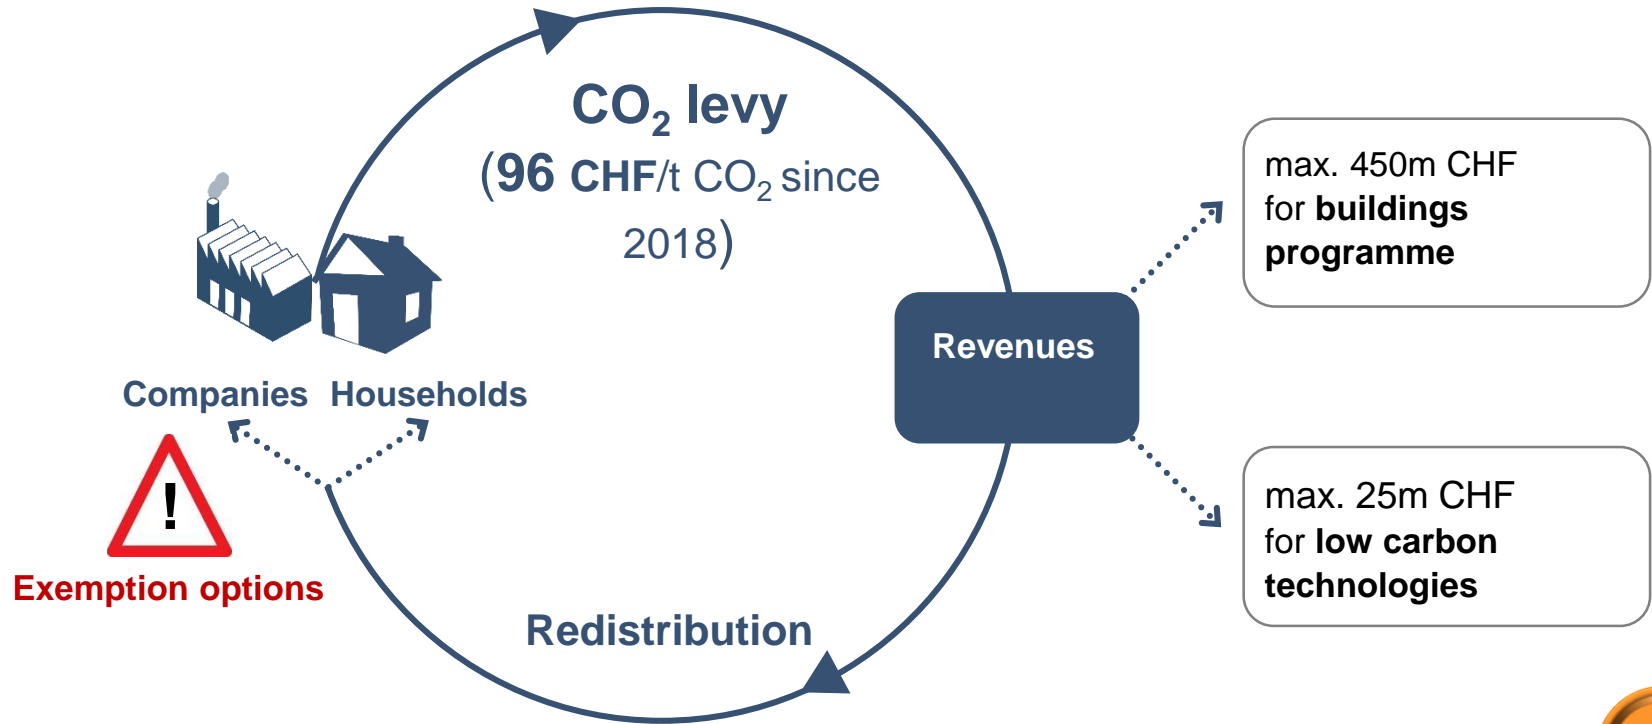 CO₂ levy
(96 CHF/t CO₂ since
2018)
max. 450m CHF
for buildings
programme
Revenues
Companies Households
!
Exemption options
max. 25m CHF
for low carbon
technologies
Redistribution